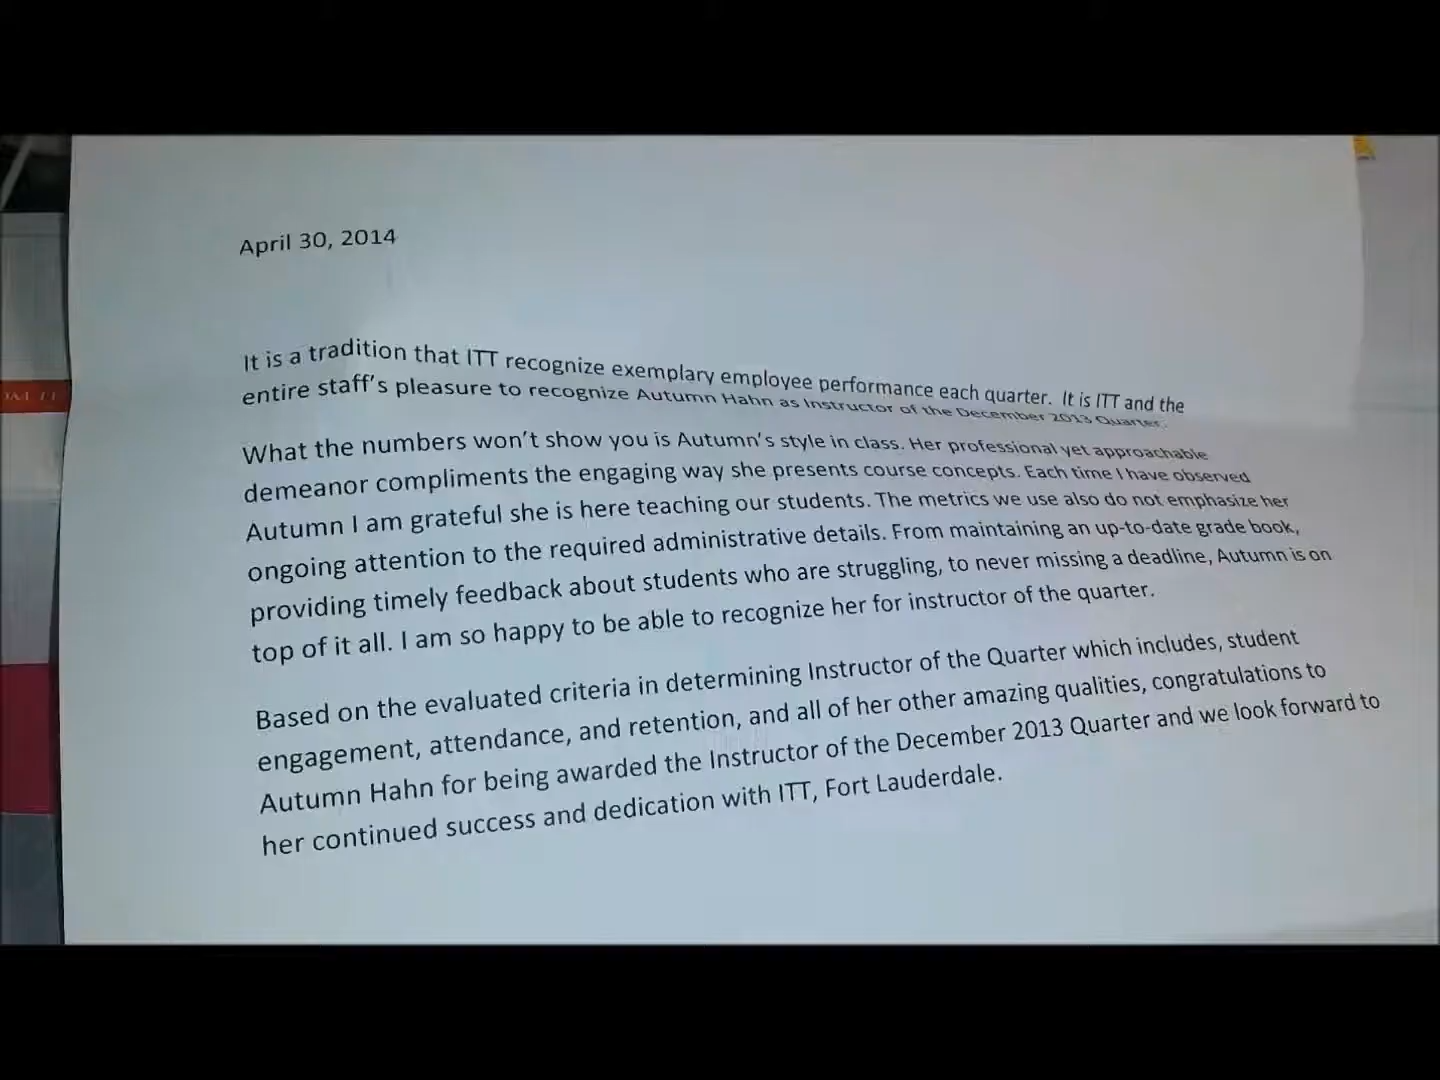 April 30, 2014
It is a tradition that ITT recognize exemplary employee performance each quarter. It is ITT and the
entire staff's pleasure to recognize Autumn Hahn as Instructor of the December 2013 Quarter.
What the numbers won't show you is Autumn's style in class. Her professional yet approachable
demeanor compliments the engaging way she presents course concepts. Each time I have observed
Autumn I am grateful she is here teaching our students. The metrics we use also do not emphasize her
ongoing attention to the required administrative details. From maintaining an up-to-date grade book,
providing timely feedback about students who are struggling, to never missing a deadline, Autumn is on
top of it all. I am so happy to be able to recognize her for instructor of the quarter.
Based on the evaluated criteria in determining Instructor of the Quarter which includes, student
engagement, attendance, and retention, and all of her other amazing qualities, congratulations to
Autumn Hahn for being awarded the Instructor of the December 2013 Quarter and we look forward to
her continued success and dedication with ITT, Fort Lauderdale.